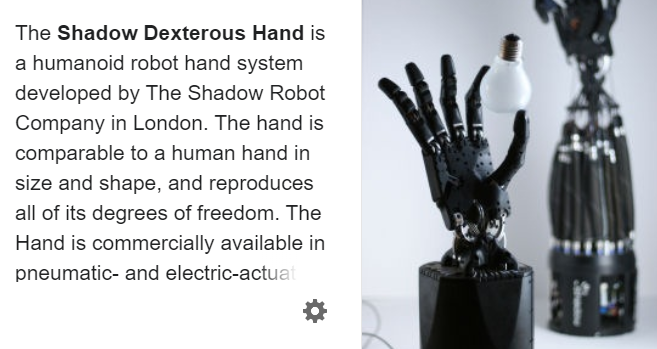 The Shadow Dexterous Hand is
a humanoid robot hand system
developed by The Shadow Robot
Company in London. The hand is
comparable to a human hand in
size and shape, and reproduces
all of its degrees of freedom. The
Hand is commercially available in
pneumatic- and electric-actuat